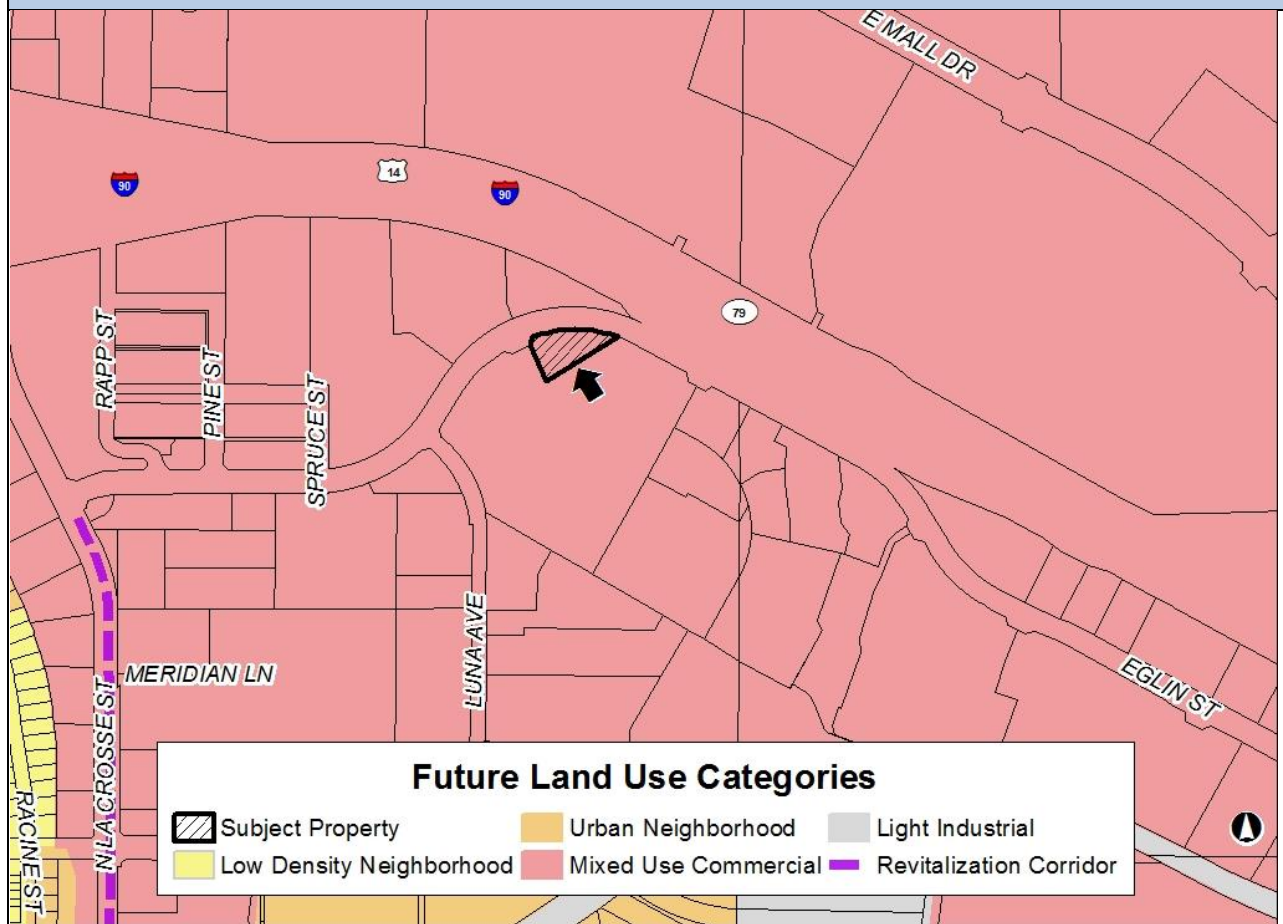 E MALL DR
90
14
90
79
RAPP ST
PINE ST
SPRUCE ST
LUNA AVE
MERIDIAN LN
N LACROSSE ST
RACINE ST
EGLIN ST
Future Land Use Categories
Subject Property
Urban Neighborhood
Light Industrial
Low Density Neighborhood
Mixed Use Commercial
Revitalization Corridor